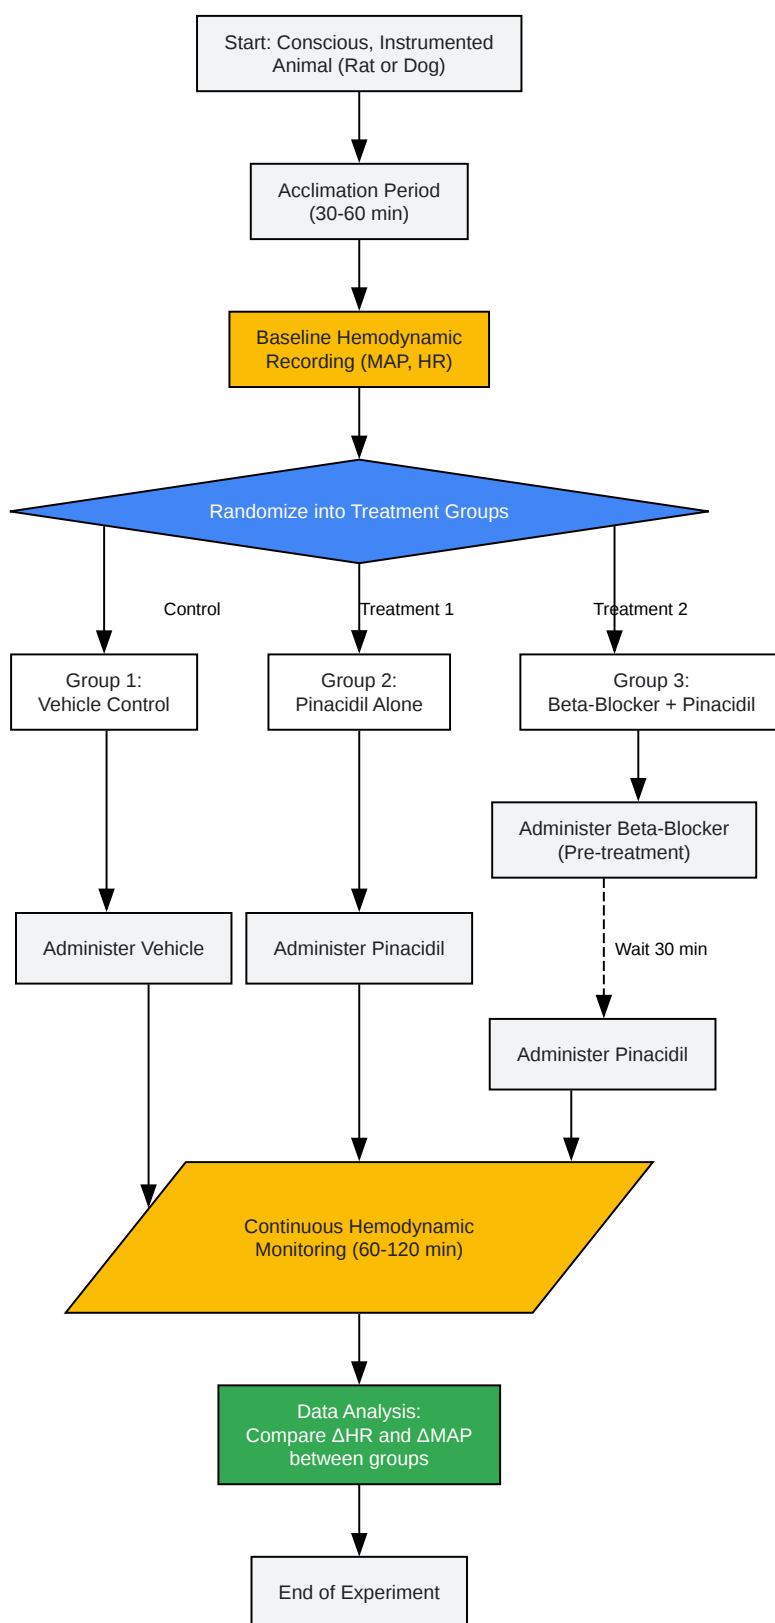 Start: Conscious, Instrumented
Animal (Rat or Dog)
Acclimation Period
(30-60 min)
Baseline Hemodynamic
Recording (MAP, HR)
Randomize into Treatment Groups
Control
Treatment 1
Treatment 2
Group 1:
Vehicle Control
Group 2:
Pinacidil Alone
Group 3:
Beta-Blocker + Pinacidil
Administer Beta-Blocker
(Pre-treatment)
Administer Vehicle
Administer Pinacidil
Wait 30 min
Administer Pinacidil
Continuous Hemodynamic
Monitoring (60-120 min)
Data Analysis:
Compare ΔHR and ΔMAP
between groups
End of Experiment